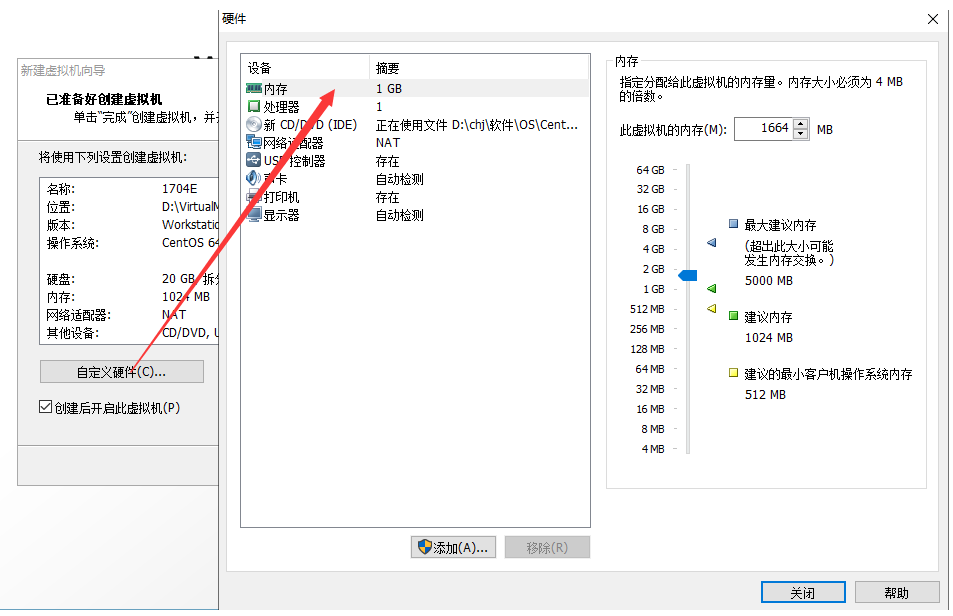 硬件
新建虚拟机向导
已准备好创建虚拟机
单击“完成”创建虚拟机，并
将使用下列设置创建虚拟机:
名称: 1704E
位置: D:\Virtual
版本: Workstatio
操作系统: CentOS 64
硬盘: 20 GB, 拆
内存: 1024 MB
网络适配器: NAT
其他设备: CD/DVD, U
自定义硬件(C)...
创建后开启此虚拟机(P)
设备 摘要
内存 1 GB
处理器 1
新 CD/DVD (IDE) 正在使用文件 D:\chj\软件\OS\Cent...
网络适配器 NAT
USB 控制器 存在
声卡 自动检测
打印机 存在
显示器 自动检测
添加(A)...
移除(R)
内存
指定分配给此虚拟机的内存量。内存大小必须为 4 MB
的倍数。
此虚拟机的内存(M): 1664 MB
64 GB
32 GB
16 GB
8 GB
4 GB
2 GB
1 GB
512 MB
256 MB
128 MB
64 MB
32 MB
16 MB
8 MB
4 MB
最大建议内存
(超出此大小可能
发生内存交换。)
5000 MB
建议内存
1024 MB
建议的最小客户机操作系统内存
512 MB
关闭
帮助